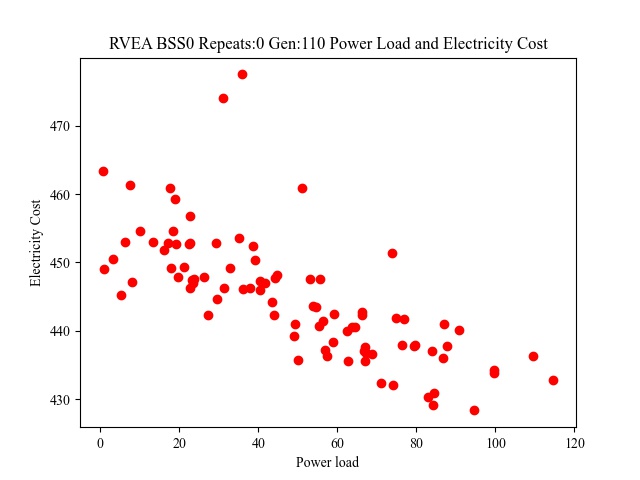 RVEA BSS0 Repeats:0 Gen:110 Power Load and Electricity Cost
470
460
450
440
430
Electricity Cost
0 20 40 60 80 100 120
Power load